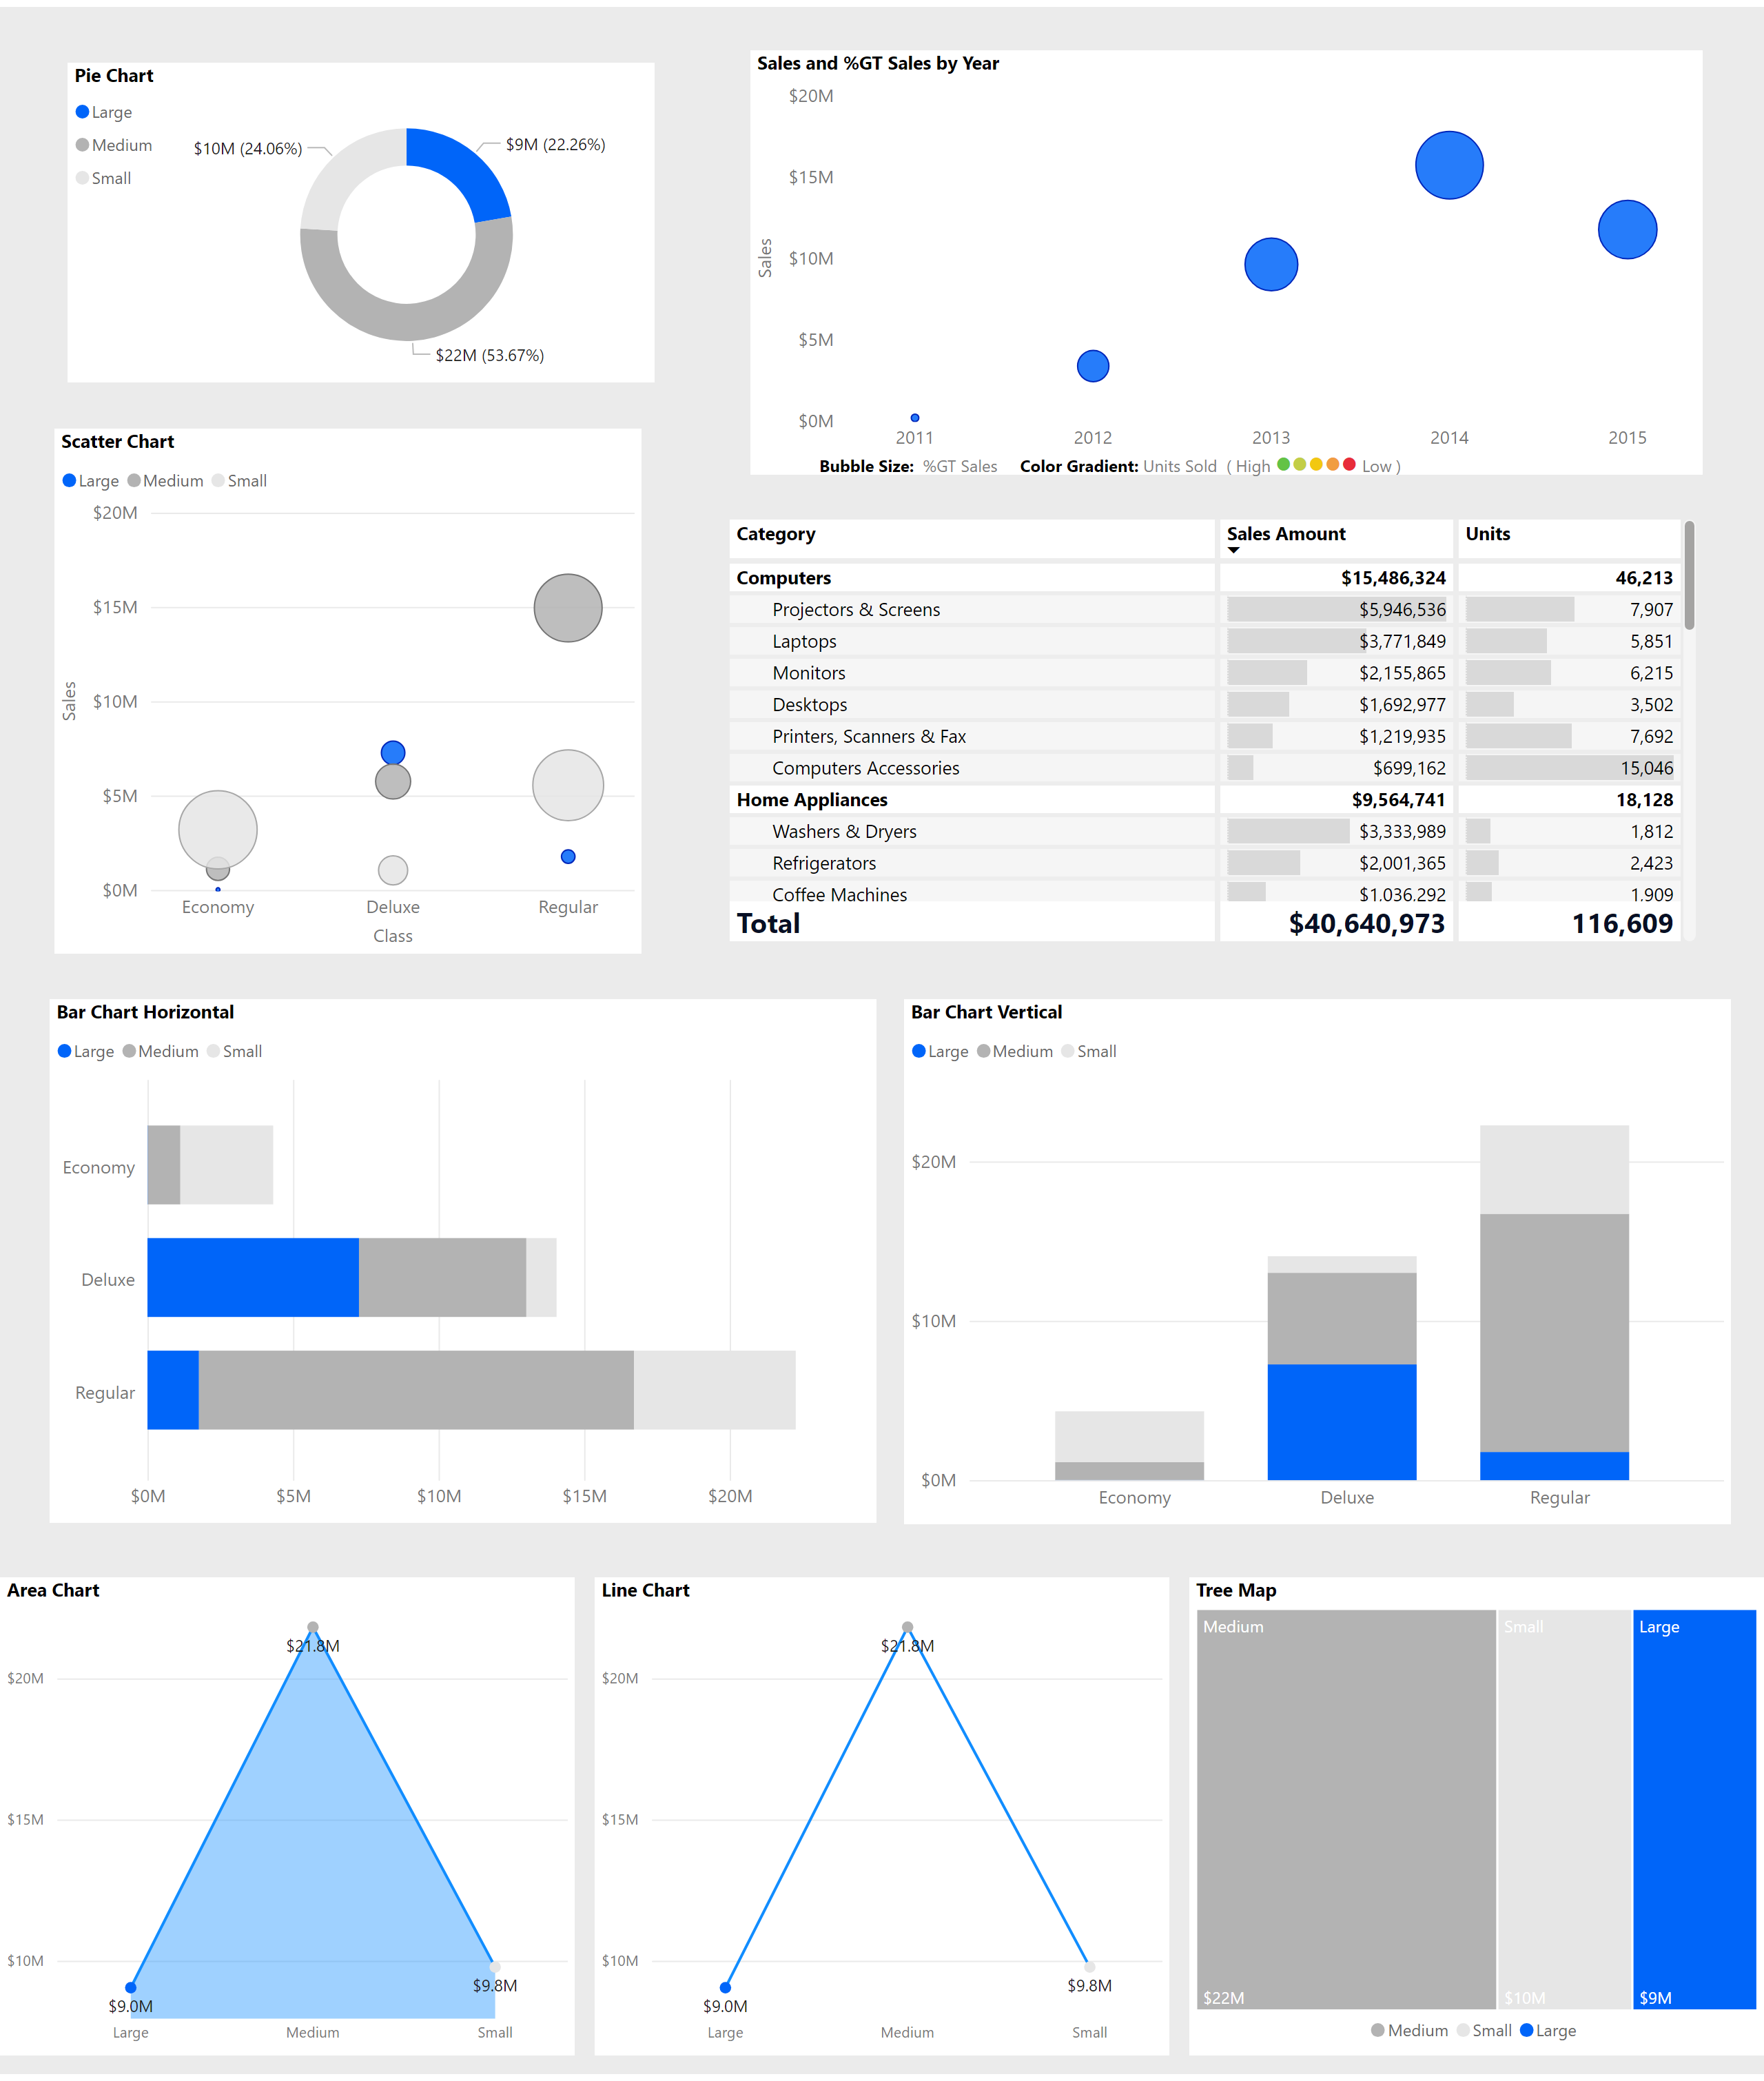 Pie Chart
Large
Medium
Small
$10M (24.06%)
$9M (22.26%)
$22M (53.67%)
Sales and %GT Sales by Year
$20M
$15M
$10M
$5M
$0M
Sales
2011 2012 2013 2014 2015
Bubble Size: %GT Sales Color Gradient: Units Sold ( High Low )
Scatter Chart
Large Medium Small
$20M
$15M
$10M
$5M
$0M
Sales
Economy Deluxe Regular
Class
Category Sales Amount Units
Computers $15,486,324 46,213
Projectors & Screens $5,946,536 7,907
Laptops $3,771,849 5,851
Monitors $2,155,865 6,215
Desktops $1,692,977 3,502
Printers, Scanners & Fax $1,219,935 7,692
Computers Accessories $699,162 15,046
Home Appliances $9,564,741 18,128
Washers & Dryers $3,333,989 1,812
Refrigerators $2,001,365 2,423
Coffee Machines $1,036,292 1,909
Total $40,640,973 116,609
Bar Chart Horizontal
Large Medium Small
Economy
Deluxe
Regular
$0M $5M $10M $15M $20M
Bar Chart Vertical
Large Medium Small
$20M
$10M
$0M
Economy Deluxe Regular
Area Chart
$21.8M
$20M
$15M
$10M
$9.8M
$9.0M
Large Medium Small
Line Chart
$21.8M
$20M
$15M
$10M
$9.8M
$9.0M
Large Medium Small
Tree Map
Medium Small Large
$22M $10M $9M
Medium Small Large